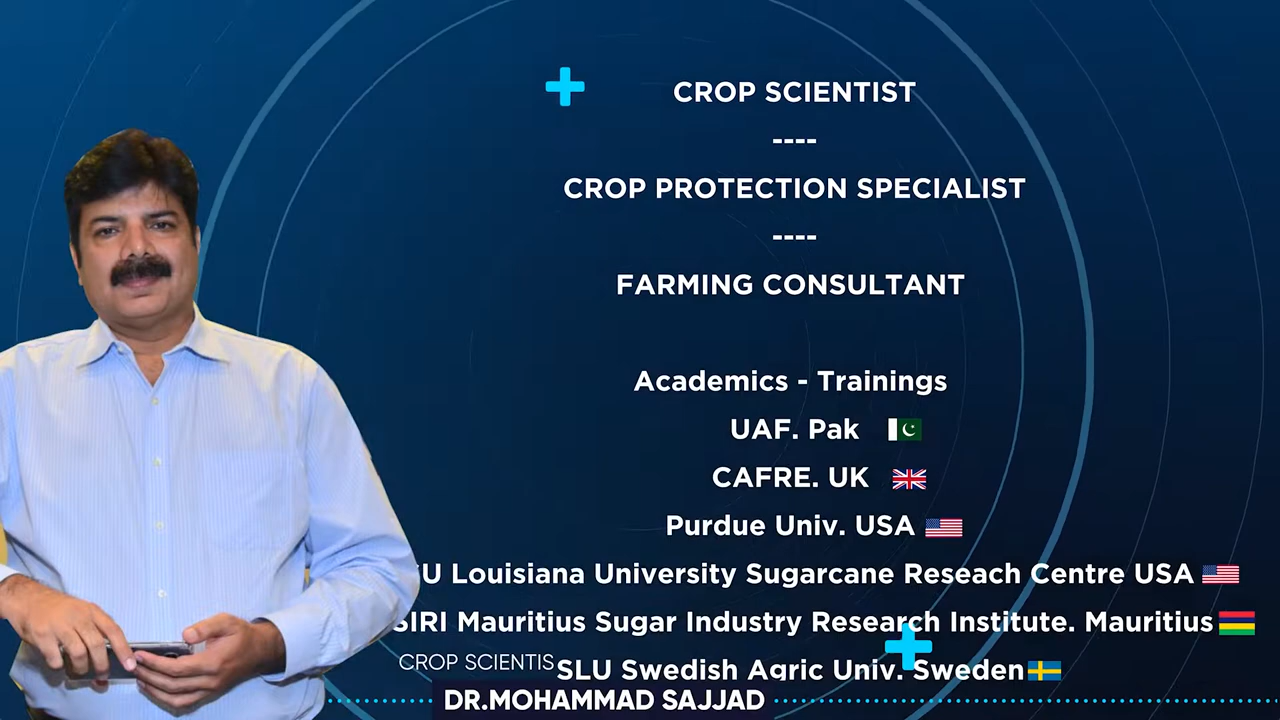 CROP SCIENTIST
----
CROP PROTECTION SPECIALIST
----
FARMING CONSULTANT
Academics - Trainings
UAF. Pak
CAFRE. UK
Purdue Univ. USA
U Louisiana University Sugarcane Reseach Centre USA
SIRI Mauritius Sugar Industry Research Institute. Mauritius
CROP SCIENTIS
SLU Swedish Agric Univ. Sweden
DR.MOHAMMAD SAJJAD